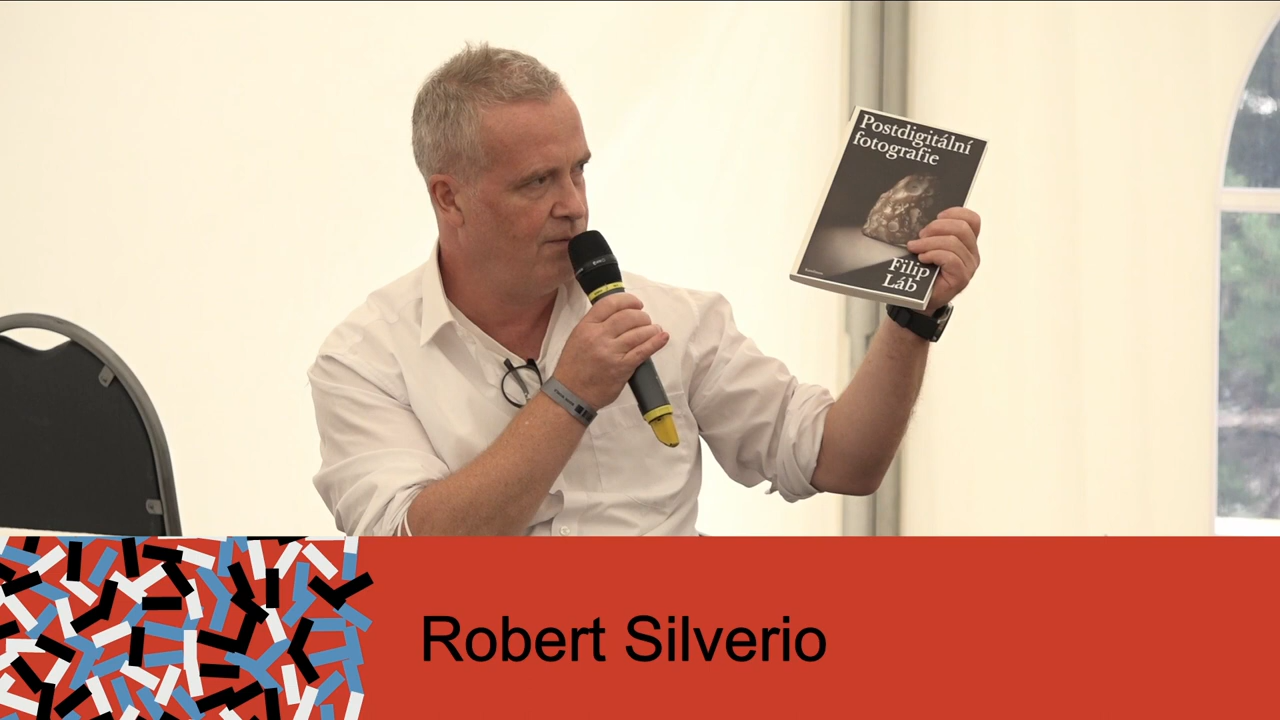 Postdigitální
fotografie
Filip
Láb
Robert Silverio